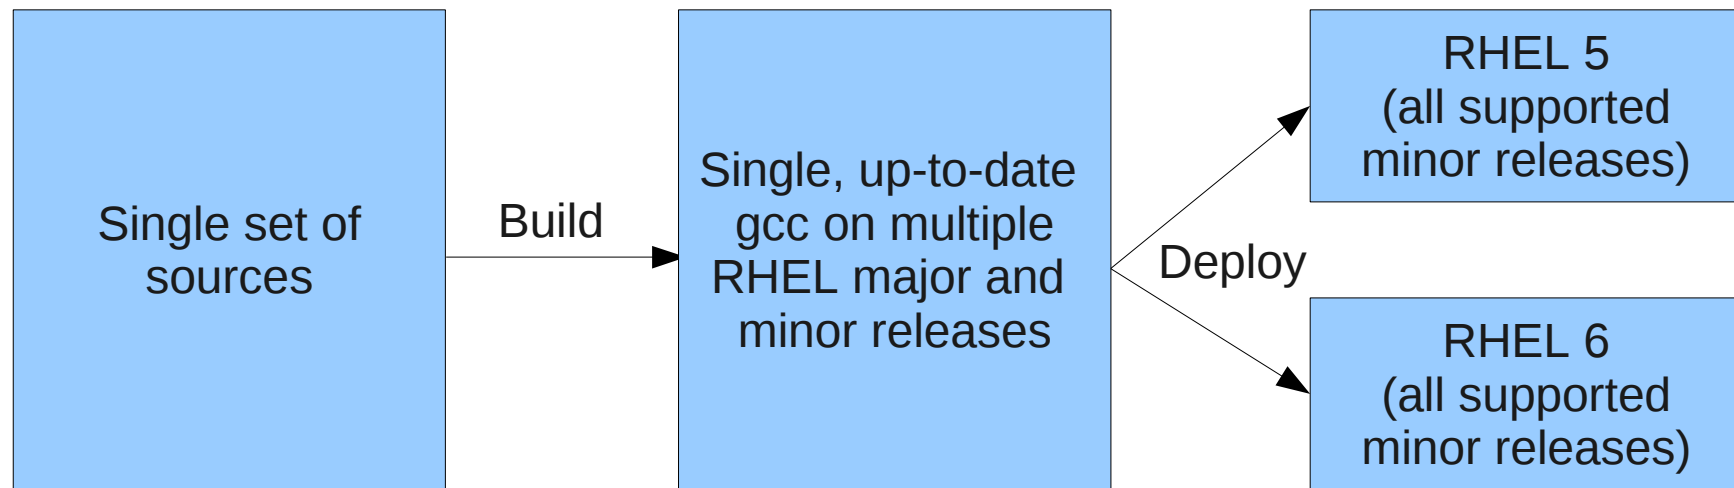 Single set of
sources
Build
Single, up-to-date
gcc on multiple
RHEL major and
minor releases
Deploy
RHEL 5
(all supported
minor releases)
RHEL 6
(all supported
minor releases)